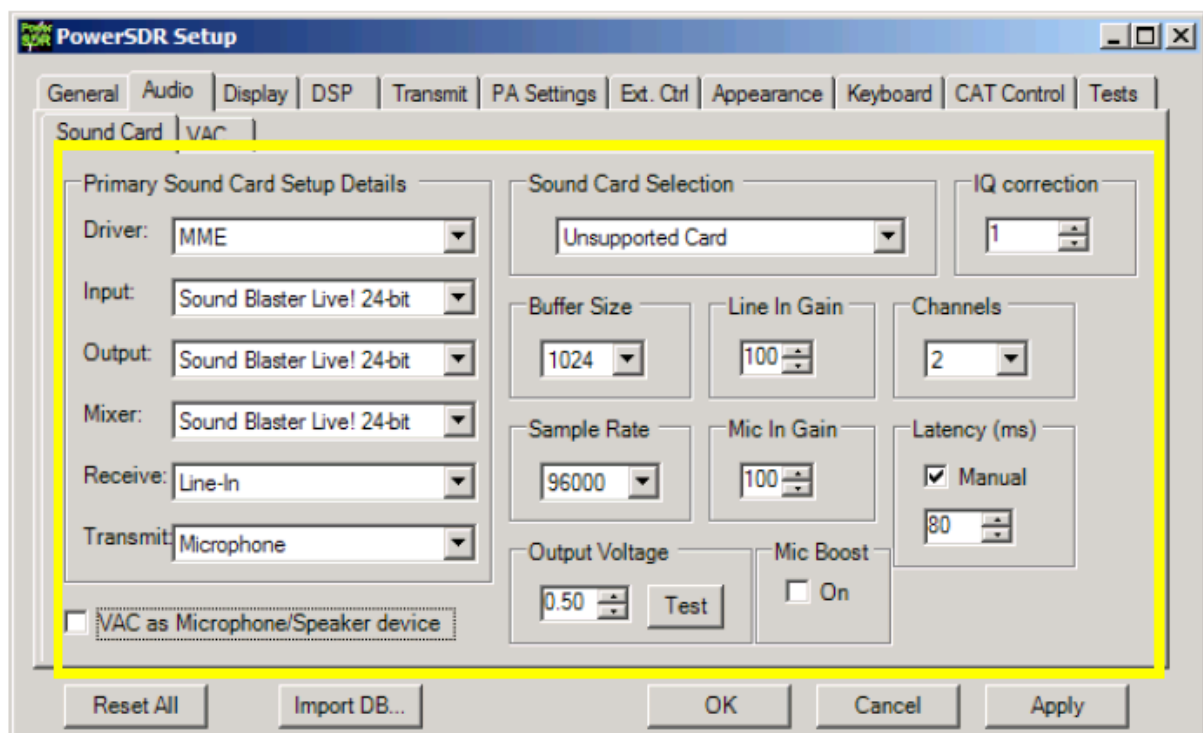 PowerSDR Setup
General Audio Display DSP Transmit PA Settings Ext. Ctrl Appearance Keyboard CAT Control Tests
Sound Card VAC
Primary Sound Card Setup Details
Driver: MME
Input: Sound Blaster Live! 24-bit
Output: Sound Blaster Live! 24-bit
Mixer: Sound Blaster Live! 24-bit
Receive: Line-In
Transmit: Microphone
VAC as Microphone/Speaker device
Sound Card Selection
Unsupported Card
IQ correction
1
Buffer Size
1024
Line In Gain
100
Channels
2
Sample Rate
96000
Mic In Gain
100
Latency (ms)
Manual
80
Output Voltage
0.50 Test
Mic Boost
On
Reset All Import DB... OK Cancel Apply